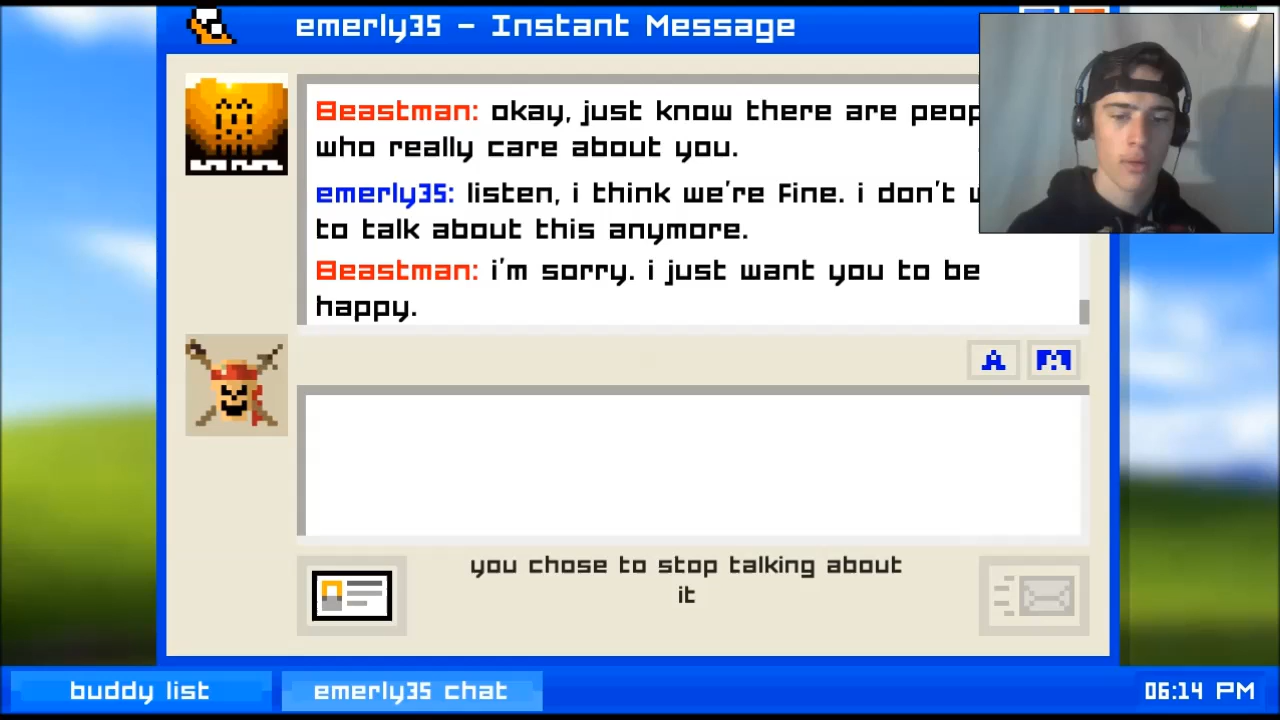 emerly35 - Instant Message
Beastman: okay, just know there are
who really care about you.
emerly35: listen, i think we're fine. i don't
to talk about this anymore.
Beastman: i'm sorry. i just want you to be
happy.
A
you chose to stop talking about
it
buddy list
emerly35 chat
06:14 PM